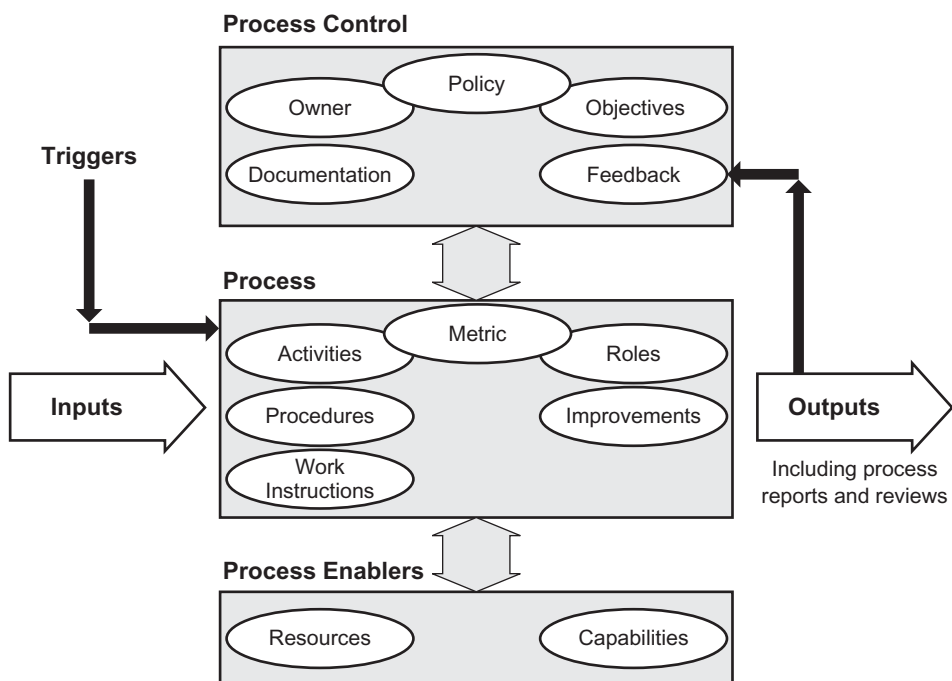 Process Control
Policy
Owner
Objectives
Triggers
Documentation
Feedback
Process
Metric
Activities
Roles
Inputs
Procedures
Improvements
Outputs
Work
Instructions
Including process
reports and reviews
Process Enablers
Resources
Capabilities